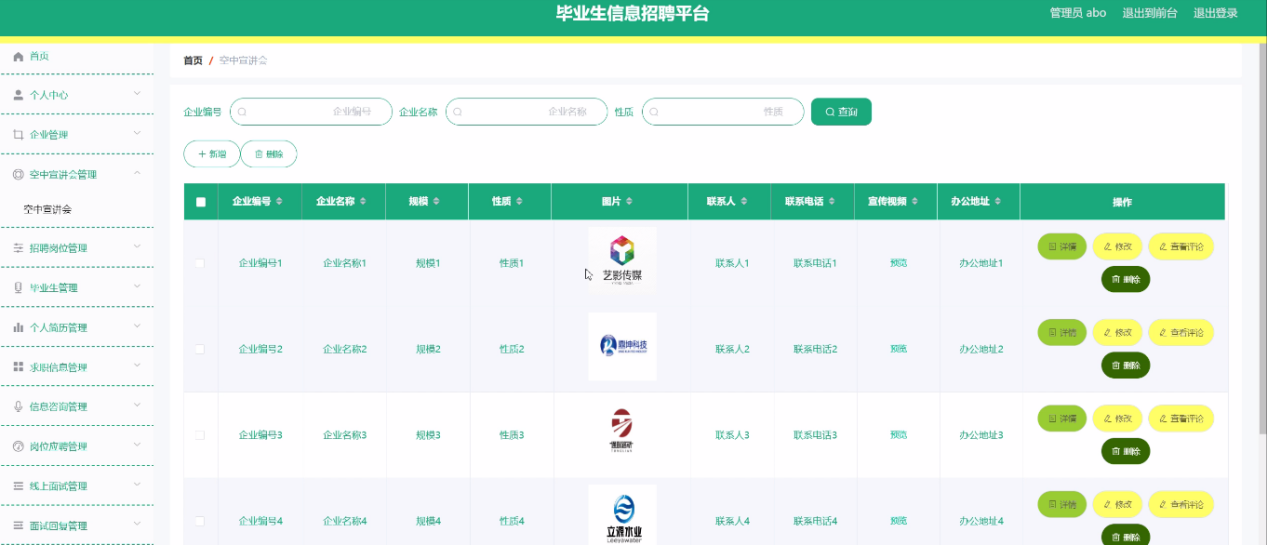 毕业生信息招聘平台
管理员 abo 退出到前台 退出登录
首页
个人中心
企业管理
空中宣讲会管理
空中宣讲会
招聘岗位管理
毕业生管理
个人简历管理
求职信息管理
信息咨询管理
岗位应聘管理
线上面试管理
面试回复管理
首页 / 空中宣讲会
企业编号 企业编号 企业名称 企业名称 性质 性质 查询
新增 删除
企业编号 企业名称 规模 性质 图片 联系人 联系电话 宣传视频 办公地址 操作
企业编号1 企业名称1 规模1 性质1 艺影传媒 联系人1 联系电话1 预览 办公地址1 详情 修改 查看评论
删除
企业编号2 企业名称2 规模2 性质2 联系人2 联系电话2 预览 办公地址2 详情 修改 查看评论
删除
企业编号3 企业名称3 规模3 性质3 联系人3 联系电话3 预览 办公地址3 详情 修改 查看评论
删除
企业编号4 企业名称4 规模4 性质4 立源水业 联系人4 联系电话4 预览 办公地址4 详情 修改 查看评论
删除